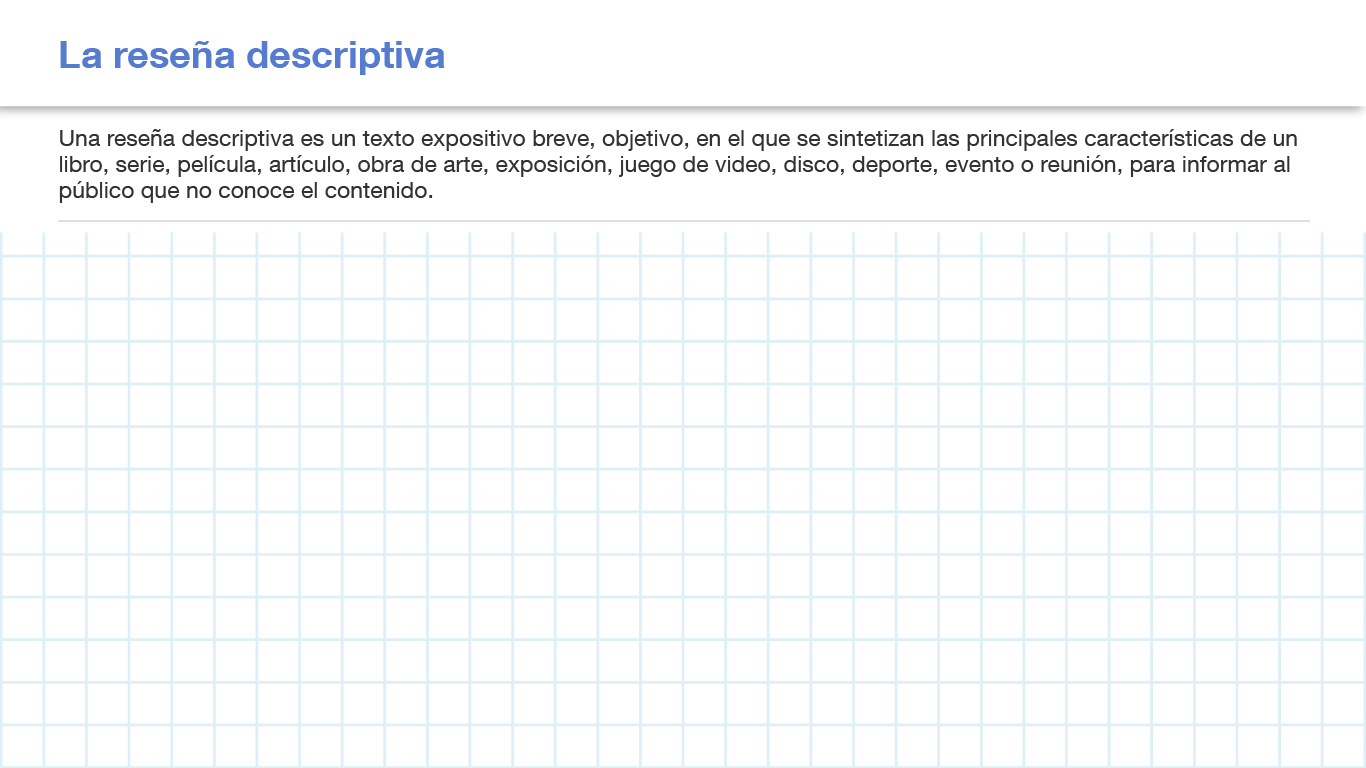 La reseña descriptiva
Una reseña descriptiva es un texto expositivo breve, objetivo, en el que se sintetizan las principales características de un
libro, serie, película, artículo, obra de arte, exposición, juego de video, disco, deporte, evento o reunión, para informar al
público que no conoce el contenido.